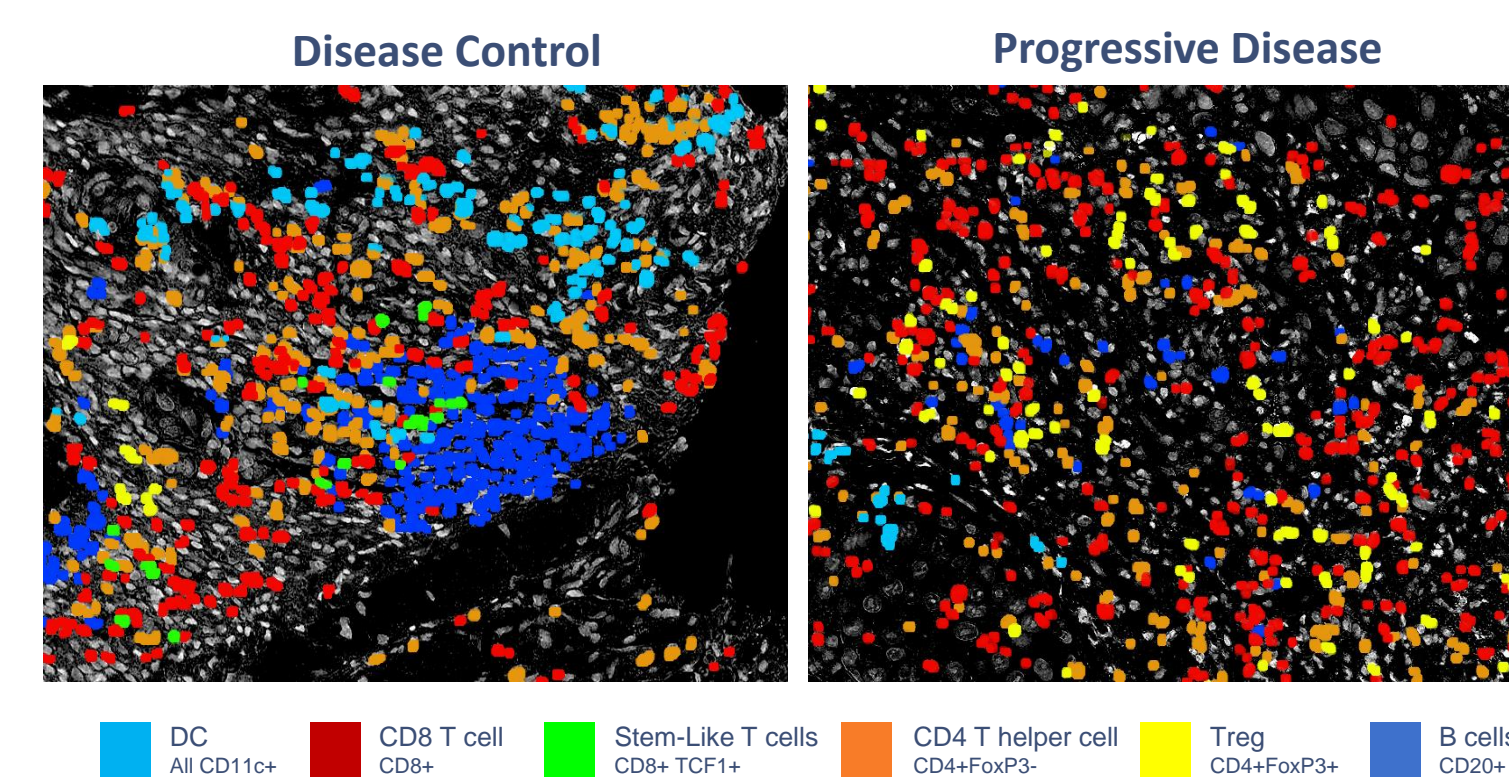 Disease Control
Progressive Disease
DC
All CD11c+
CD8 T cell
CD8+
Stem-Like T cells
CD8+ TCF1+
CD4 T helper cell
CD4+FoxP3-
Treg
CD4+FoxP3+
B cells
CD20+